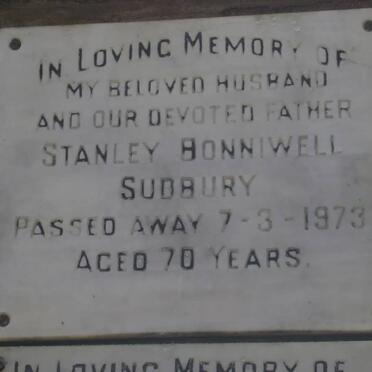 IN LOVING MEMORY OF
MY BELOVED HUSBAND
AND OUR DEVOTED FATHER
STANLEY BONNIWELL
SUDBURY
PASSED AWAY 7-3-1973
AGED 70 YEARS.
IN LOVING MEMORY OF